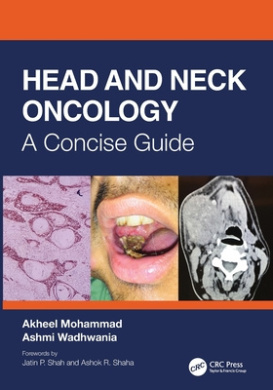 HEAD AND NECK
ONCOLOGY
A Concise Guide
Akheel Mohammad
Ashmi Wadhwania
Forewords by
Jatin P. Shah and Ashok R. Shaha
CRC
CRC Press
Taylor & Francis Group